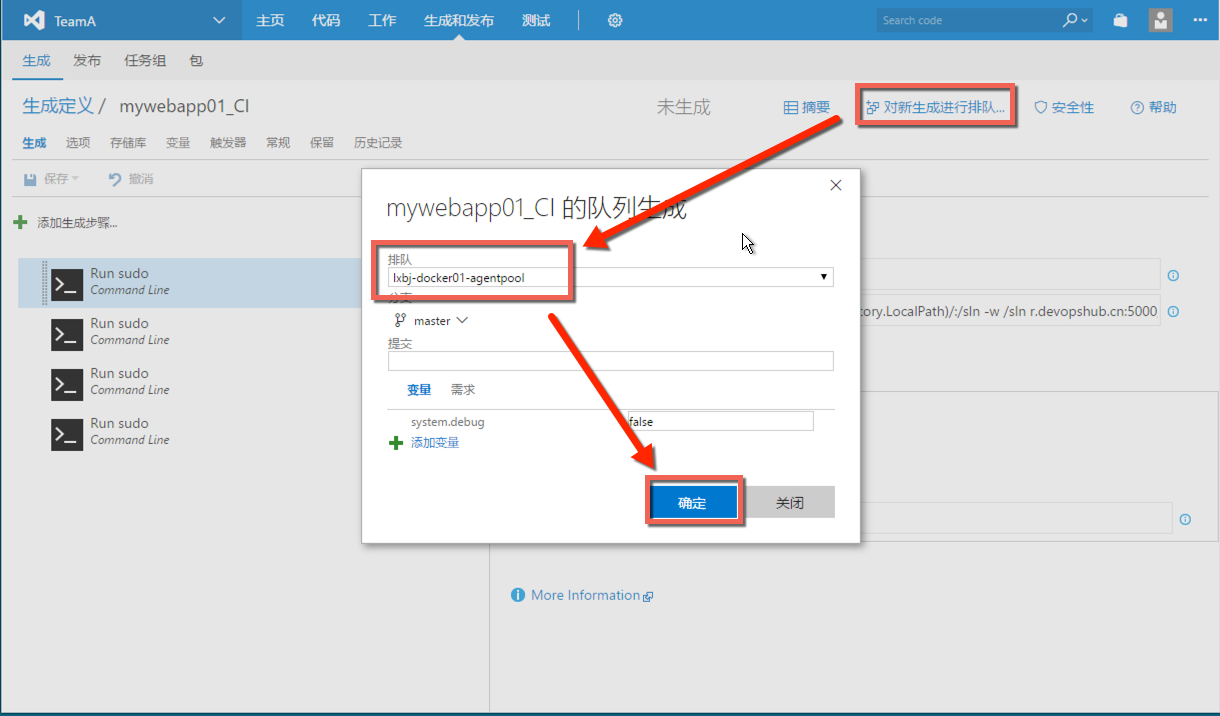 TeamA 主页 代码 工作 生成和发布 测试 Search code
生成 发布 任务组 包
生成定义 / mywebapp01_CI 未生成 摘要 对新生成进行排队... 安全性 帮助
生成 选项 存储库 变量 触发器 常规 保留 历史记录
保存 撤消
添加生成步骤...
Run sudo
Command Line
Run sudo
Command Line
Run sudo
Command Line
Run sudo
Command Line
mywebapp01_CI 的队列生成
排队
lxbj-docker01-agentpool
分支
master
提交
变量 需求
system.debug false
添加变量
确定 关闭
ory.LocalPath)/:/sln -w /sln r.devopshub.cn:5000
More Information